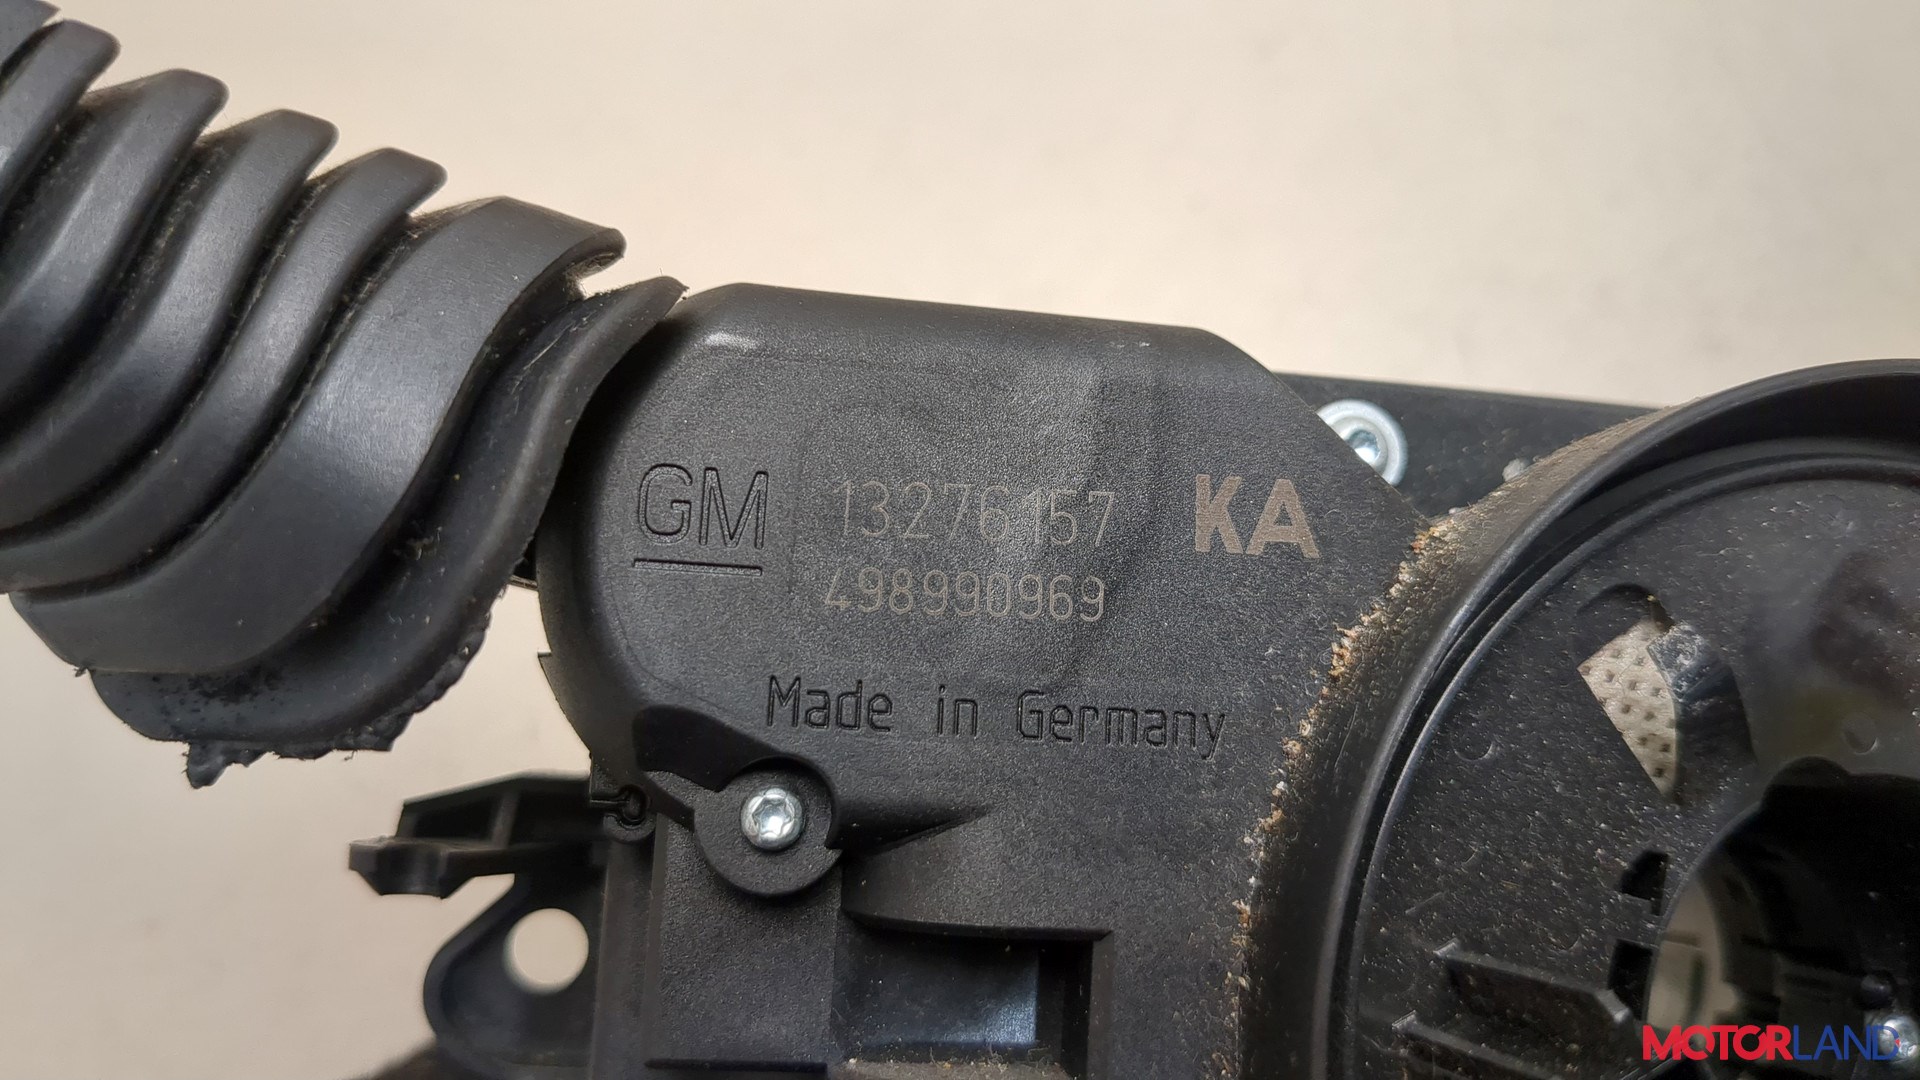 GM 13276157 KA
498990969
Made in Germany
MOTORLAND